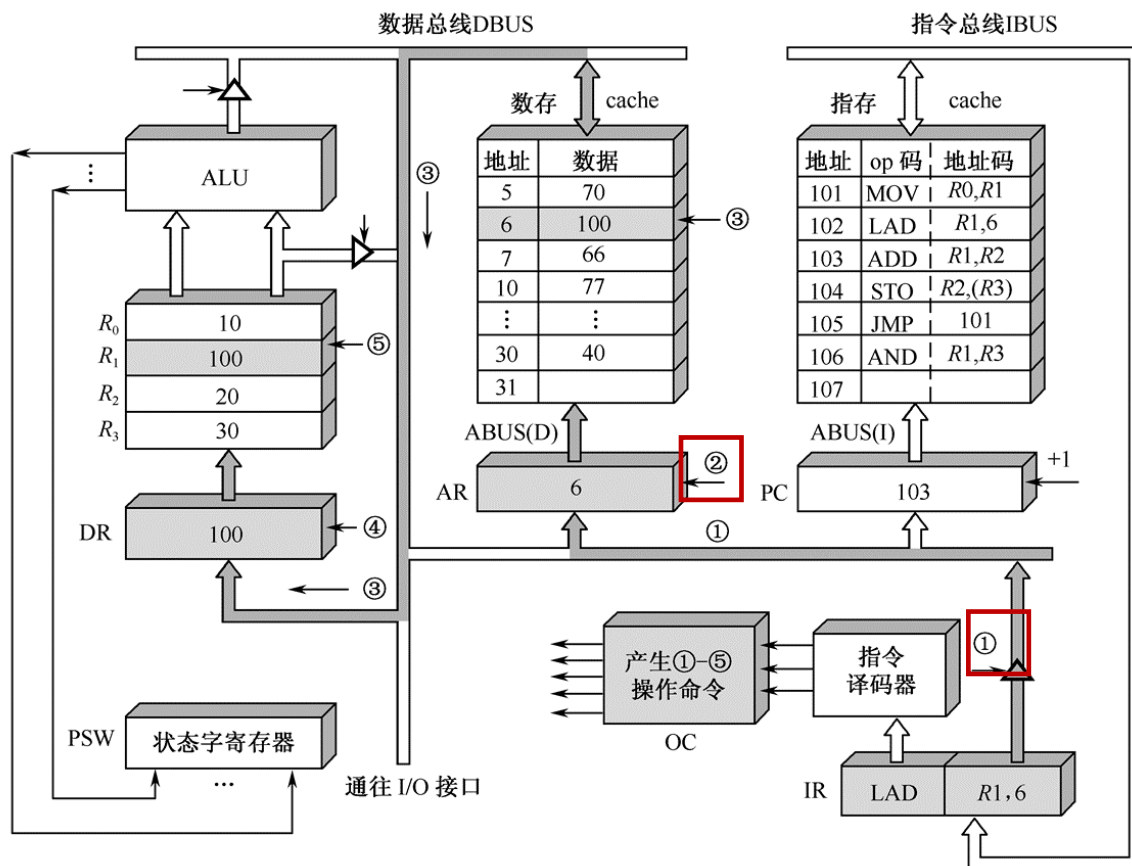 数据总线DBUS
指令总线IBUS
数存 cache
指存 cache
ALU
⋮
③
地址 数据
5 70
6 100
7 66
10 77
⋮ ⋮
30 40
31
③
地址 op 码 地址码
101 MOV R0,R1
102 LAD R1,6
103 ADD R1,R2
104 STO R2,(R3)
105 JMP 101
106 AND R1,R3
107
R₀ 10
R₁ 100
R₂ 20
R₃ 30
⑤
ABUS(D)
ABUS(I)
AR 6
②
PC 103
+1
DR 100
④
①
③
产生①-⑤
操作命令
OC
指令
译码器
①
PSW 状态字寄存器
...
通往 I/O 接口
IR LAD R1,6